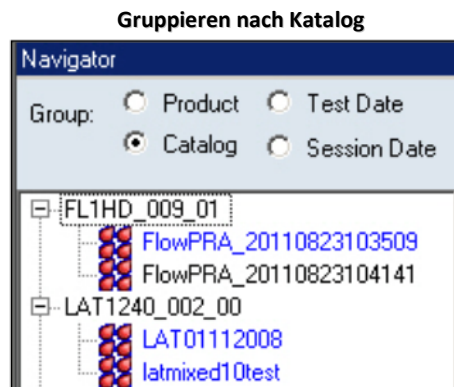 Gruppieren nach Katalog
Navigator
Group: Product Test Date
Catalog Session Date
FL1HD_009_01
FlowPRA_20110823103509
FlowPRA_20110823104141
LAT1240_002_00
LAT01112008
latmixed10test